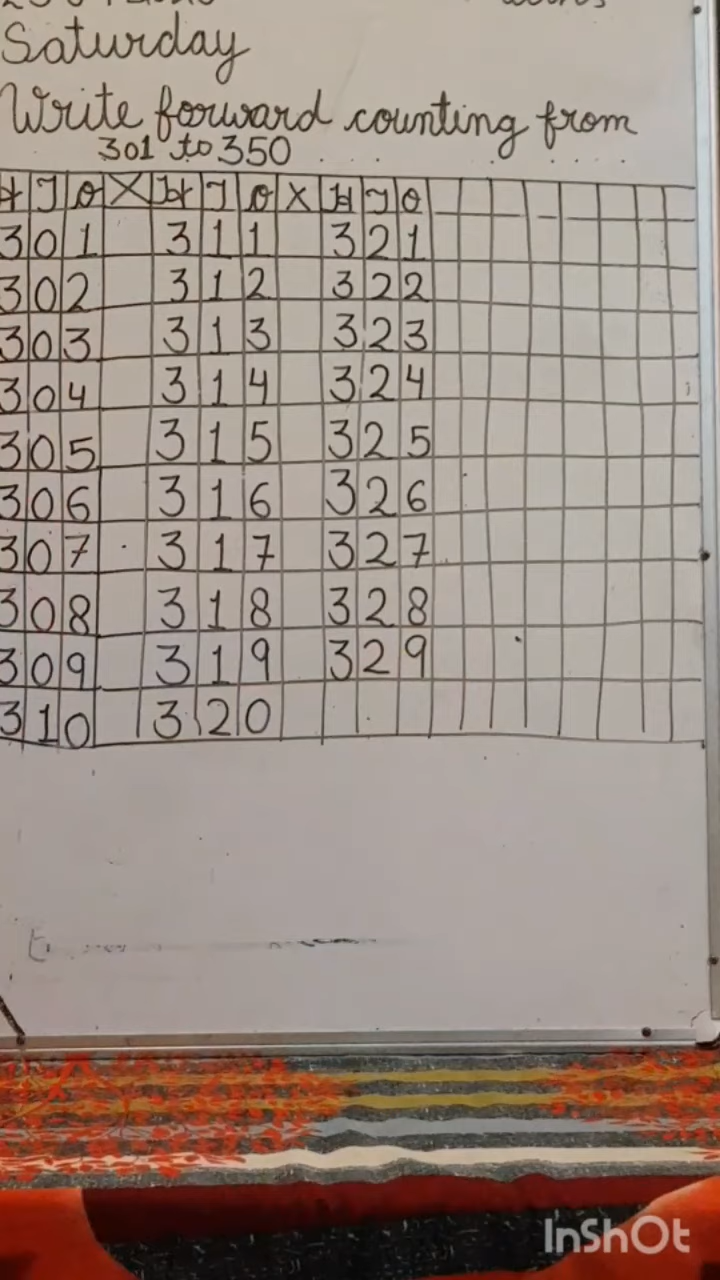 Saturday
Write forward counting from
301 to 350
H T O X H T O X H T O
301 311 321
302 312 322
303 313 323
304 314 324
305 315 325
306 316 326
307 317 327
308 318 328
309 319 329
310 320
InShOt